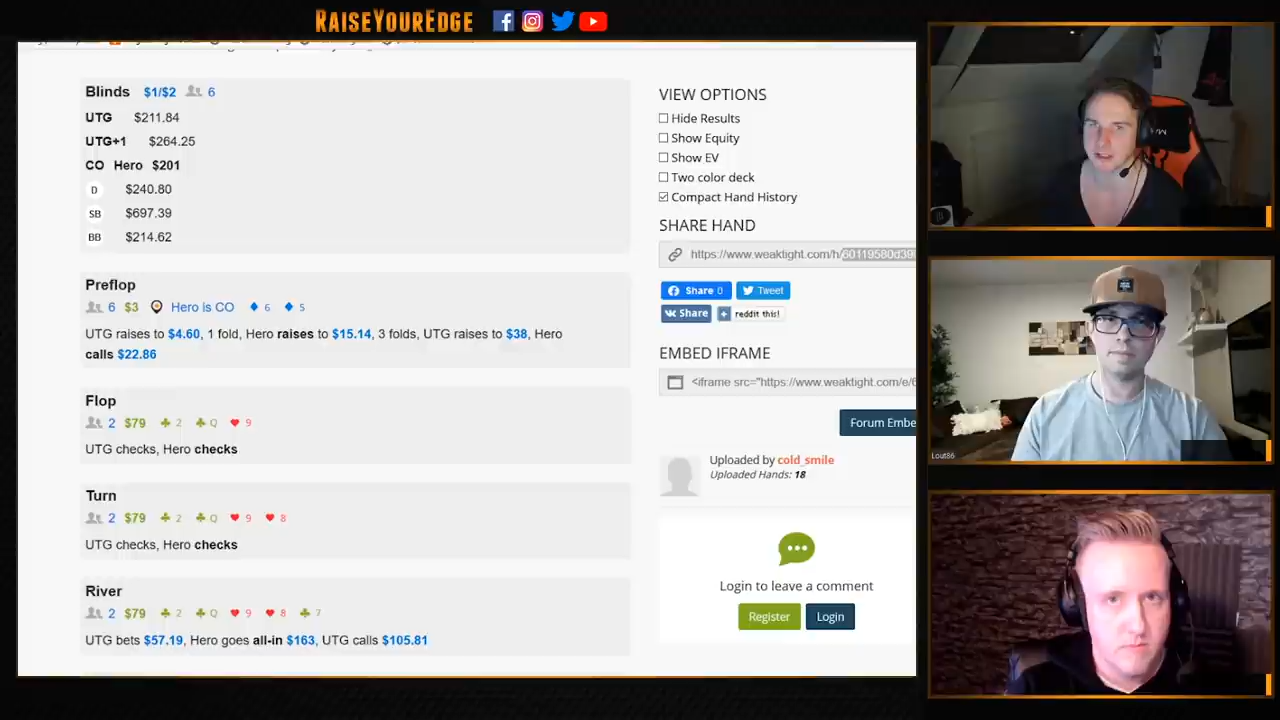 RAISEYOUREDGE
Blinds $1/$2 6
UTG $211.84
UTG+1 $264.25
CO Hero $201
D $240.80
SB $697.39
BB $214.62
Preflop
6 $3 Hero is CO ♦ 6 ♦ 5
UTG raises to $4.60, 1 fold, Hero raises to $15.14, 3 folds, UTG raises to $38, Hero
calls $22.86
Flop
2 $79 ♣ 2 ♣ Q ♥ 9
UTG checks, Hero checks
Turn
2 $79 ♣ 2 ♣ Q ♥ 9 ♥ 8
UTG checks, Hero checks
River
2 $79 ♣ 2 ♣ Q ♥ 9 ♥ 8 ♣ 7
UTG bets $57.19, Hero goes all-in $163, UTG calls $105.81
VIEW OPTIONS
Hide Results
Show Equity
Show EV
Two color deck
Compact Hand History
SHARE HAND
https://www.weaktight.com/h/60119580d39
Share 0 Tweet
Share reddit this!
EMBED IFRAME
<iframe src="https://www.weaktight.com/e/6
Forum Embe
Uploaded by cold_smile
Uploaded Hands: 18
Login to leave a comment
Register Login
Lout86